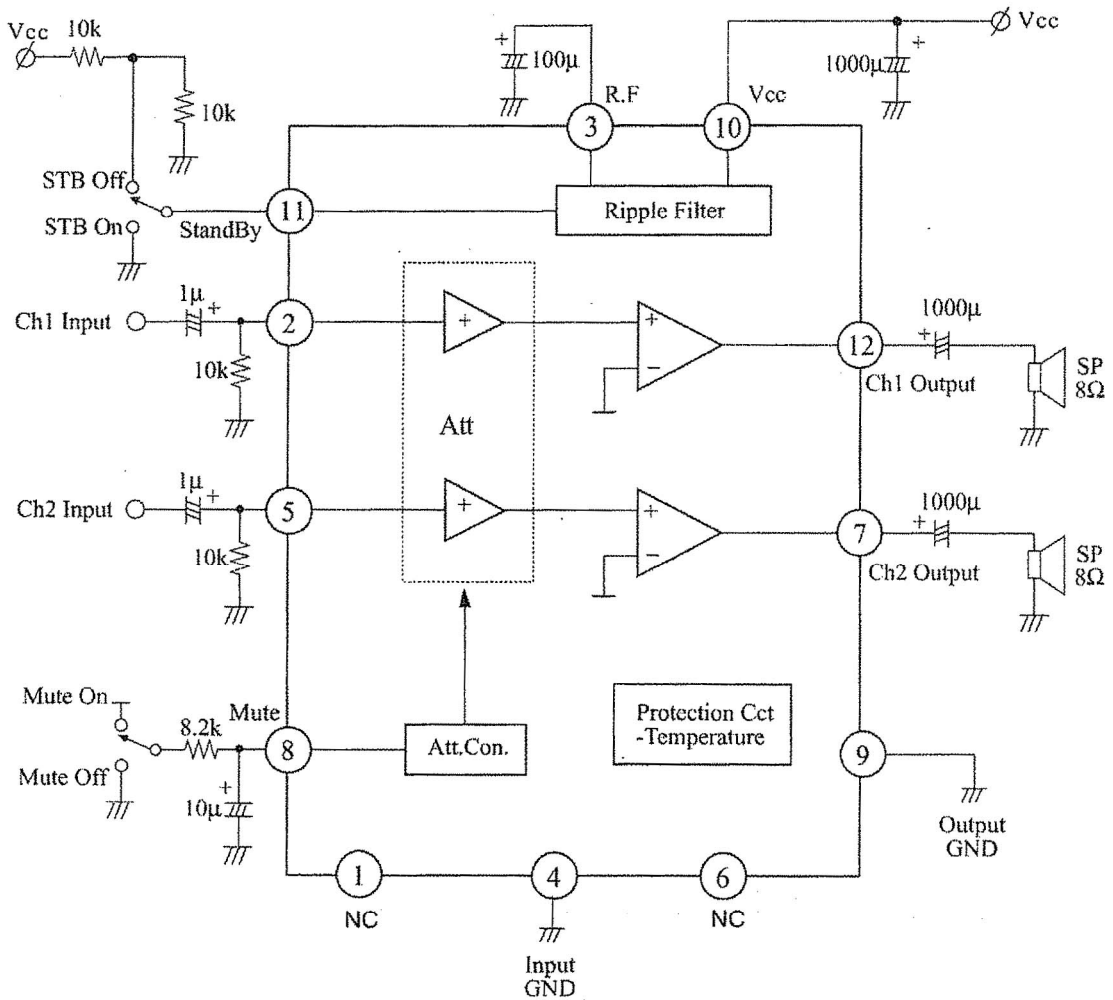 Vcc
10k
10k
100μ
R.F
3
1000μ
Vcc
Vcc
10
STB Off
STB On
StandBy
11
Ripple Filter
Ch1 Input
1μ
10k
2
Att
12
1000μ
Ch1 Output
SP
8Ω
Ch2 Input
1μ
10k
5
7
1000μ
Ch2 Output
SP
8Ω
Mute On
Mute Off
8.2k
Mute
8
10μ
Att.Con.
Protection Cct
-Temperature
9
Output
GND
1
NC
4
Input
GND
6
NC